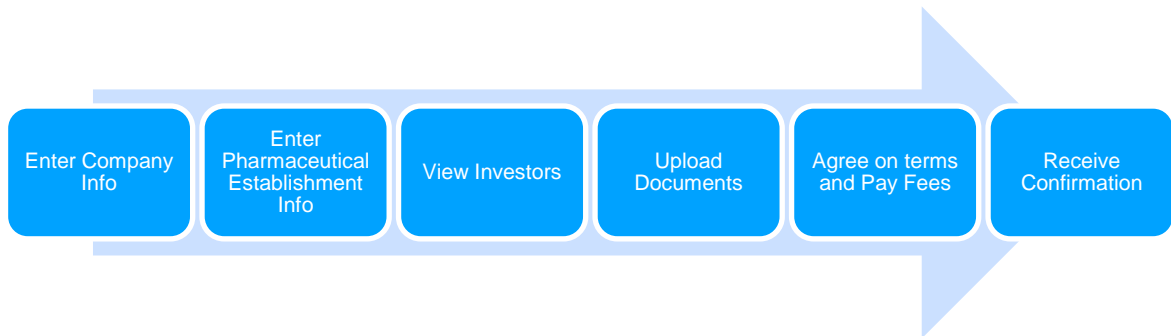 Enter Company
Info
Enter
Pharmaceutical
Establishment
Info
View Investors
Upload
Documents
Agree on terms
and Pay Fees
Receive
Confirmation